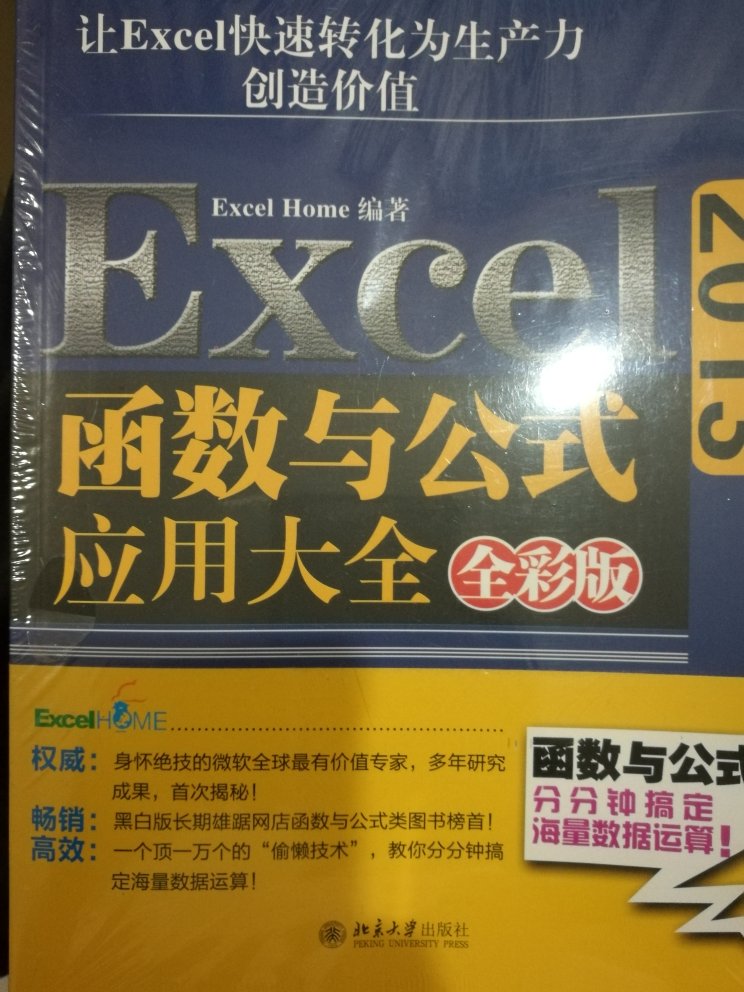 让Excel快速转化为生产力
创造价值
Excel Home 编著
Excel
2013
函数与公式
应用大全 全彩版
ExcelHOME
权威：身怀绝技的微软全球最有价值专家，多年研究
成果，首次揭秘！
畅销：黑白版长期雄踞网店函数与公式类图书榜首！
高效：一个顶一万个的“偷懒技术”，教你分分钟搞
定海量数据运算！
函数与公式
分分钟搞定
海量数据运算！
北京大学出版社
PEKING UNIVERSITY PRESS